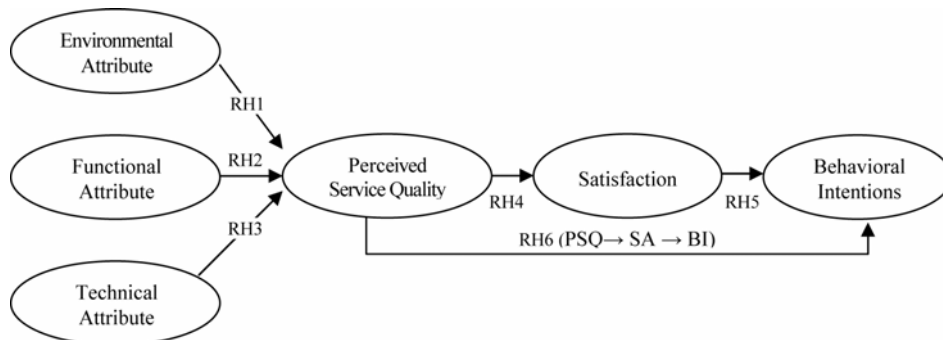 Environmental
Attribute
RH1
Functional
Attribute
RH2
RH3
Technical
Attribute
Perceived
Service Quality
RH4
Satisfaction
RH5
Behavioral
Intentions
RH6 (PSQ→ SA → BI)